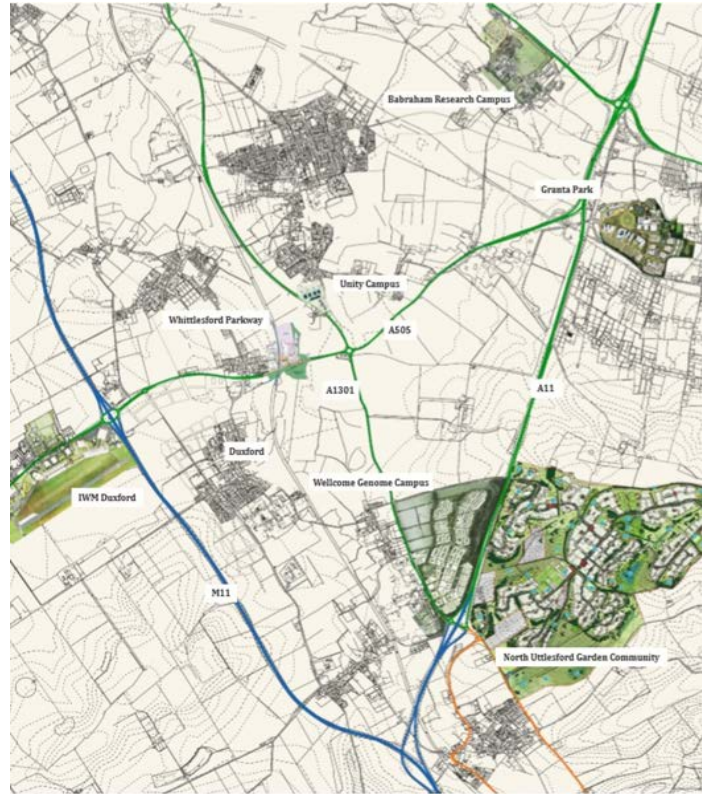 Babraham Research Campus
Granta Park
Unity Campus
Whittlesford Parkway
A505
A1301
A11
Duxford
Wellcome Genome Campus
IWM Duxford
M11
North Uttlesford Garden Community